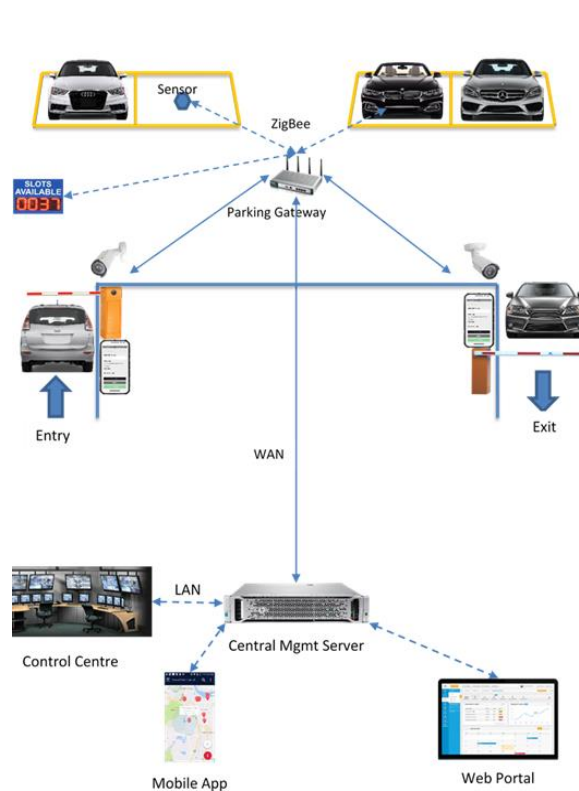 Sensor
ZigBee
SLOTS
AVAILABLE
0037
Parking Gateway
Entry
Exit
WAN
LAN
Control Centre
Central Mgmt Server
Mobile App
Web Portal